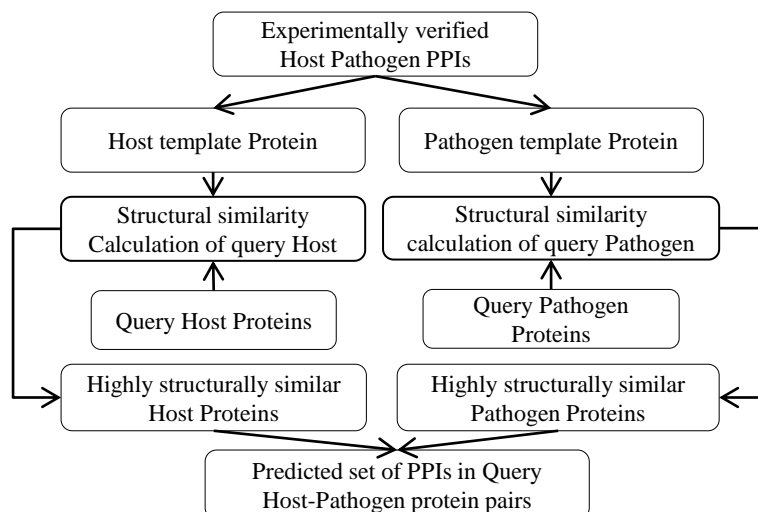 Experimentally verified
Host Pathogen PPIs
Host template Protein
Pathogen template Protein
Structural similarity
Calculation of query Host
Structural similarity
calculation of query Pathogen
Query Host Proteins
Query Pathogen
Proteins
Highly structurally similar
Host Proteins
Highly structurally similar
Pathogen Proteins
Predicted set of PPIs in Query
Host-Pathogen protein pairs